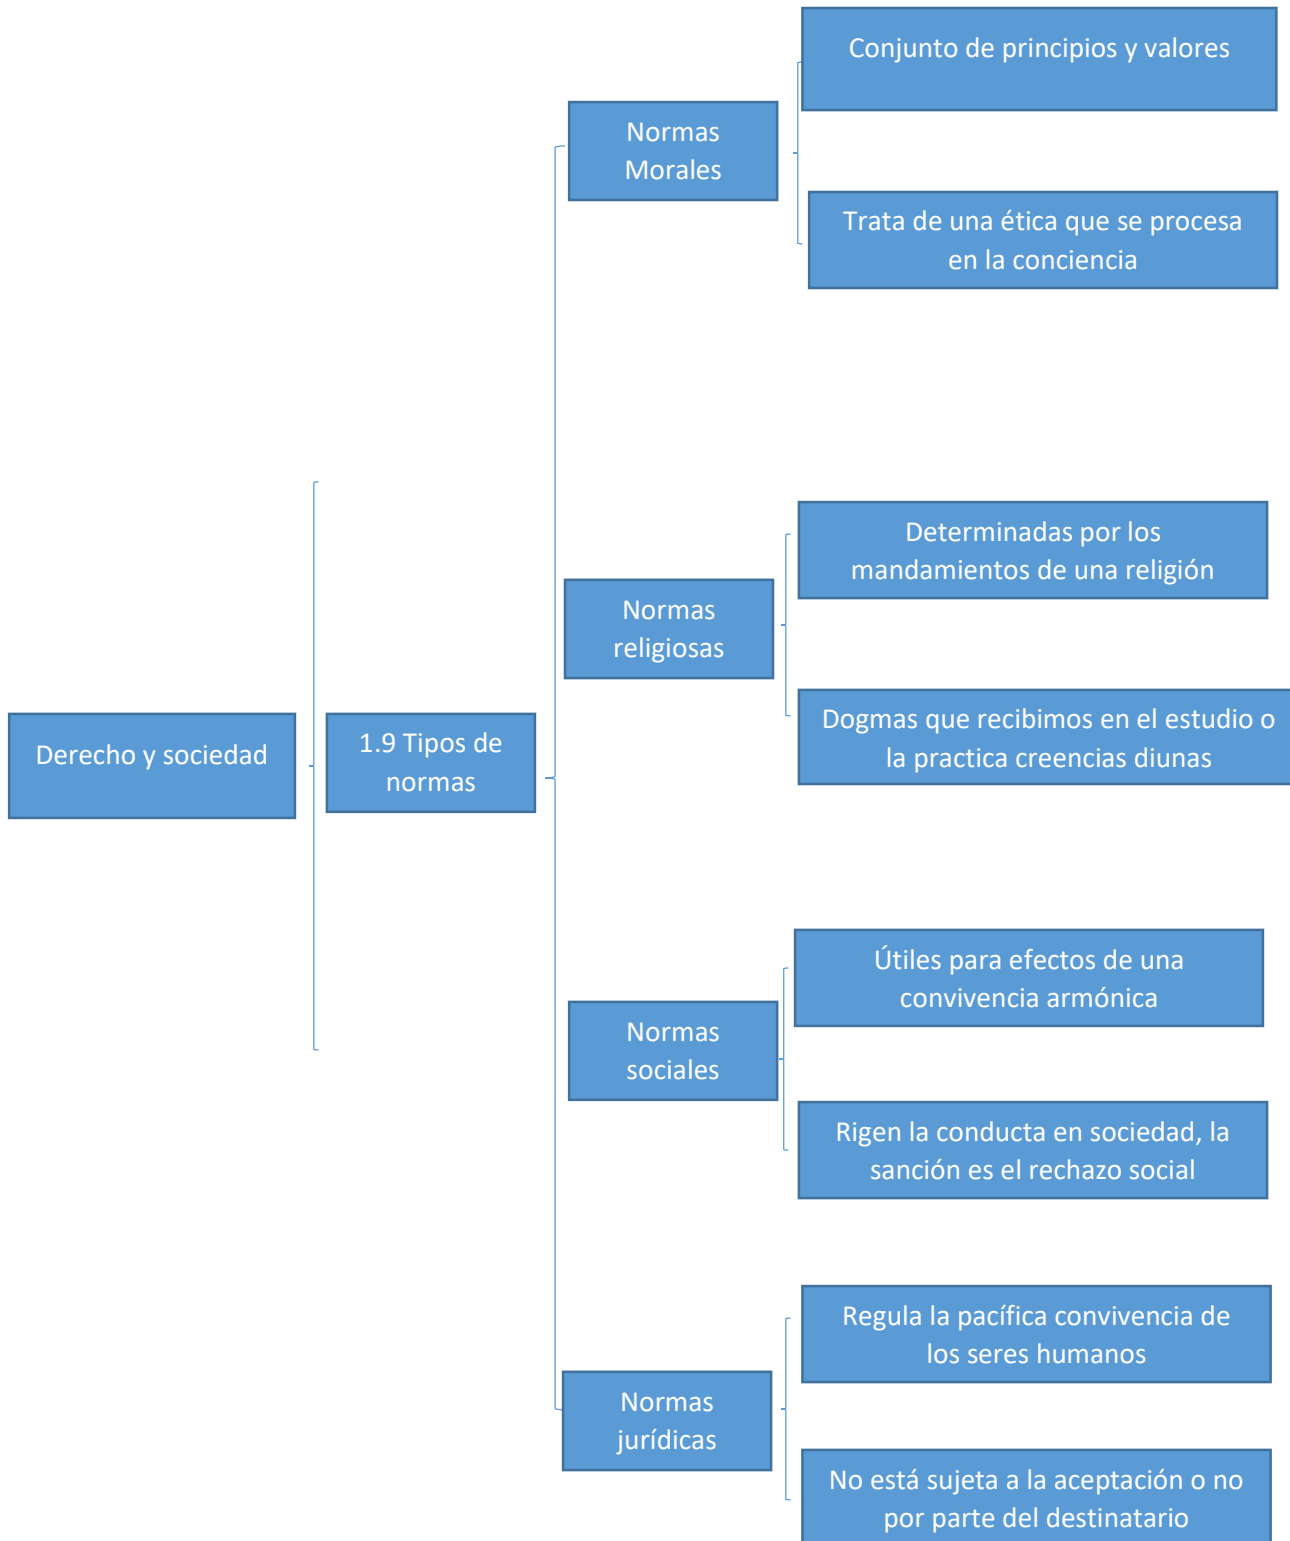 Derecho y sociedad
1.9 Tipos de
normas
Normas
Morales
Conjunto de principios y valores
Trata de una ética que se procesa
en la conciencia
Normas
religiosas
Determinadas por los
mandamientos de una religión
Dogmas que recibimos en el estudio o
la practica creencias diunas
Normas
sociales
Útiles para efectos de una
convivencia armónica
Rigen la conducta en sociedad, la
sanción es el rechazo social
Normas
jurídicas
Regula la pacífica convivencia de
los seres humanos
No está sujeta a la aceptación o no
por parte del destinatario